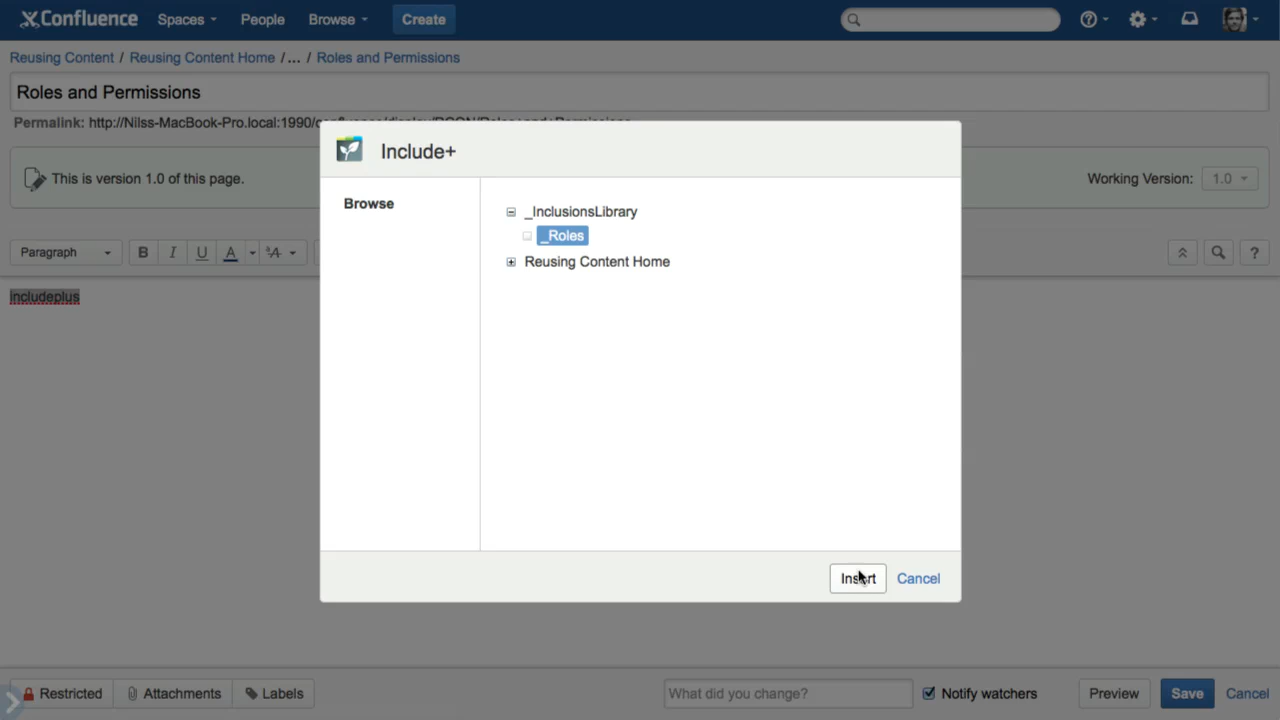 Confluence Spaces People Browse Create
Reusing Content / Reusing Content Home /... / Roles and Permissions
Roles and Permissions
Permalink: http://Nilss-MacBook-Pro.local:1990/
This is version 1.0 of this page.
Working Version: 1.0
Paragraph B I U A A ?
includeplus
Include+
Browse
_InclusionsLibrary
_Roles
Reusing Content Home
Insert Cancel
Restricted Attachments Labels What did you change? Notify watchers Preview Save Cancel